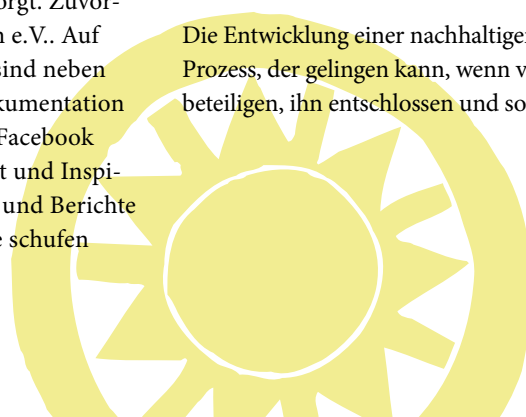 orgt. Zuvor-
n e.V.. Auf
sind neben
kumentation
Facebook
t und Inspi-
und Berichte
e schufen
Die Entwicklung einer nachhaltigen
Prozess, der gelingen kann, wenn v
beteiligen, ihn entschlossen und so